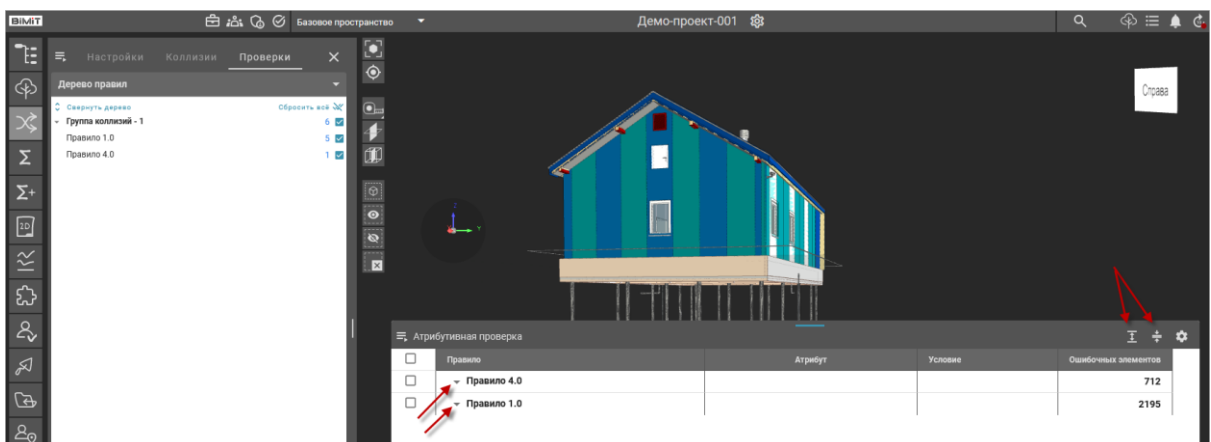 BIMIT
Базовое пространство
Демо-проект-001
Настройки
Коллизии
Проверки
Дерево правил
Свернуть дерево
Сбросить всё
Группа коллизий - 1
6
Правило 1.0
5
Правило 4.0
1
Σ
Σ+
2D
Справа
Z
Y
Атрибутивная проверка
Правило
Атрибут
Условие
Ошибочных элементов
Правило 4.0
712
Правило 1.0
2195